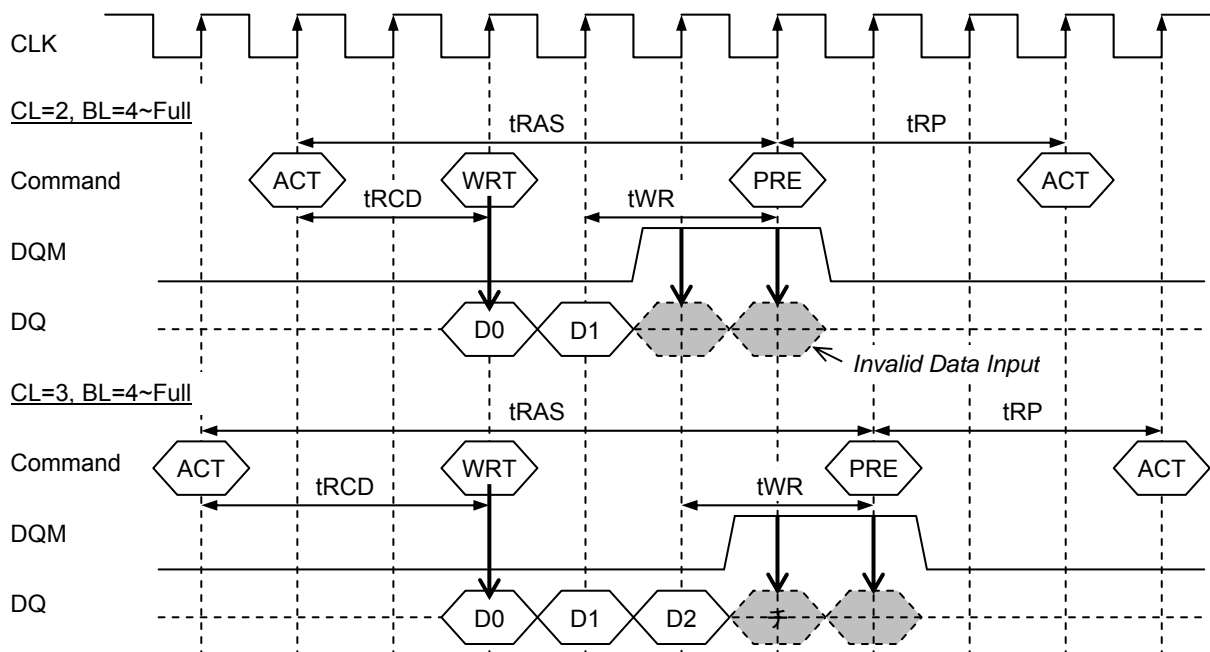 CLK
CL=2, BL=4~Full
tRAS tRP
Command ACT WRT PRE ACT
tRCD tWR
DQM
DQ D0 D1
Invalid Data Input
CL=3, BL=4~Full
tRAS tRP
Command ACT WRT PRE ACT
tRCD tWR
DQM
DQ D0 D1 D2 チ